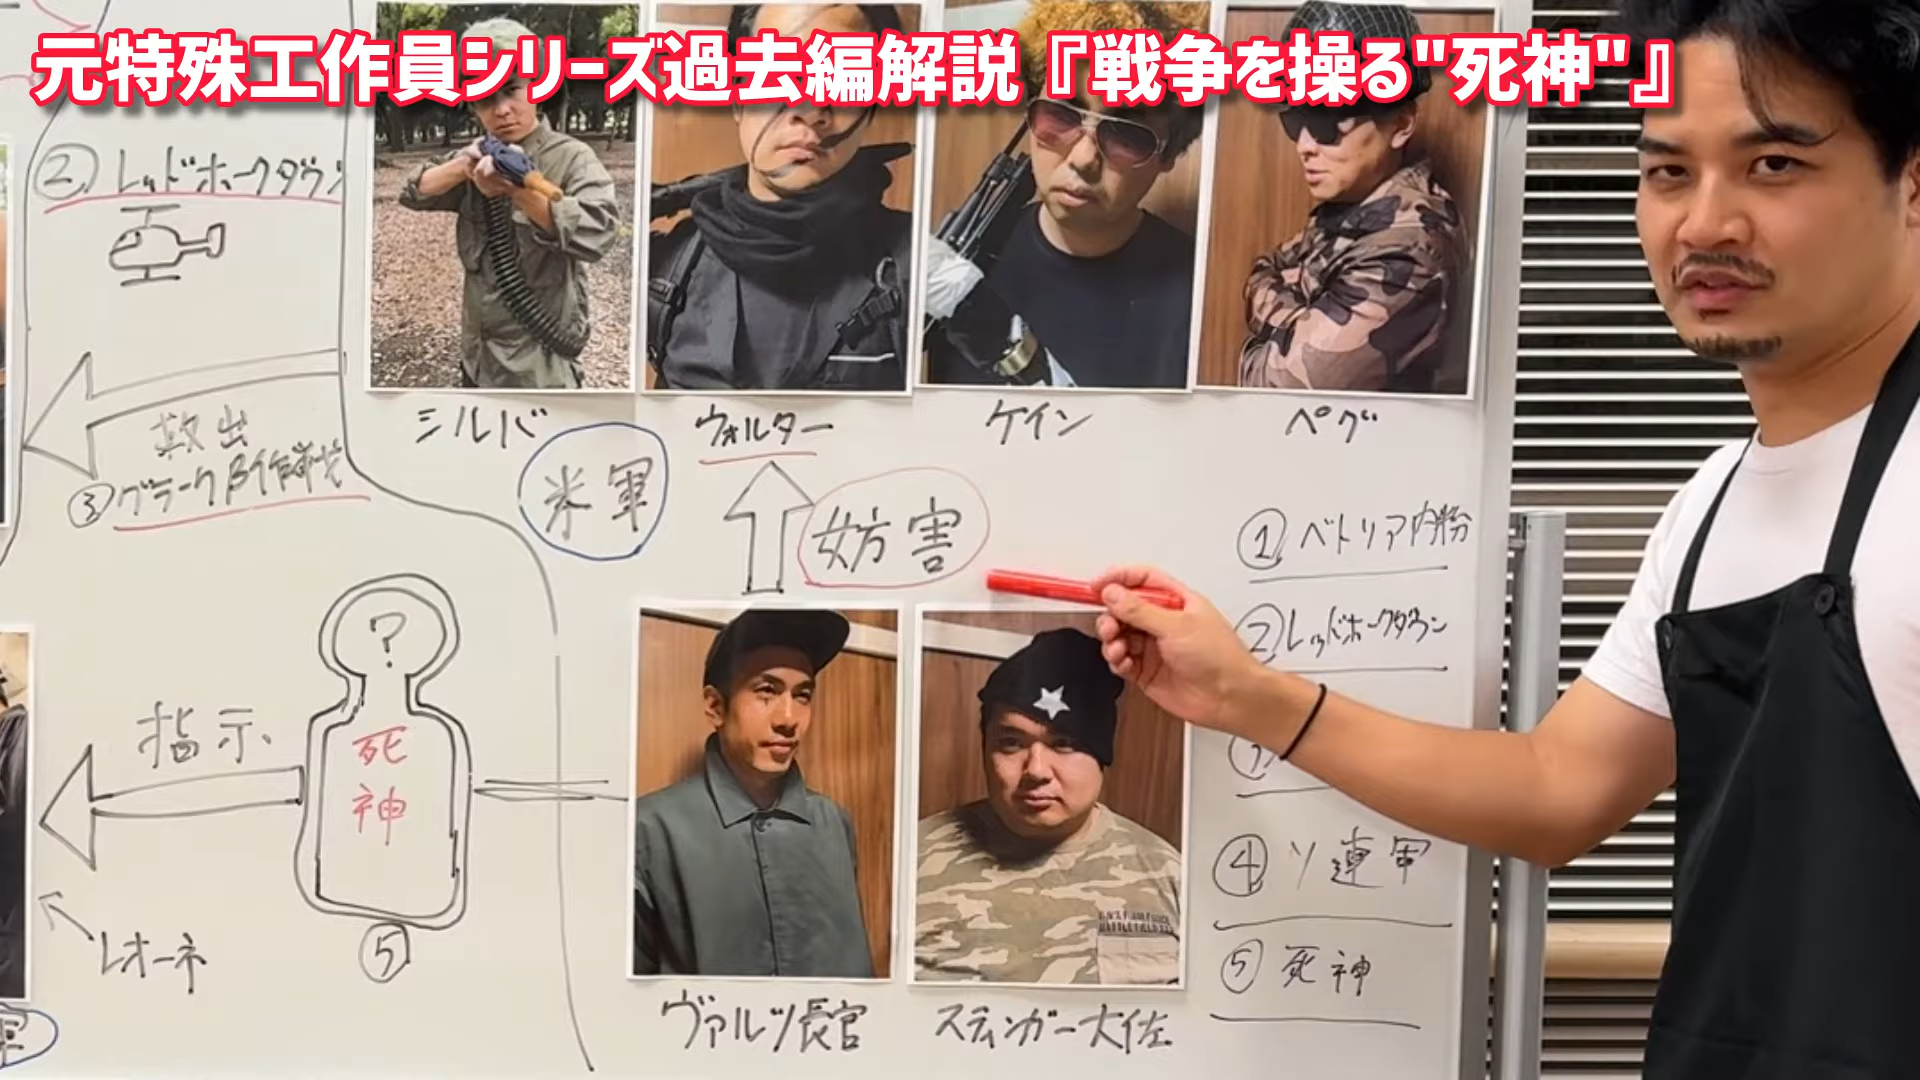 元特殊工作員シリーズ過去編解説『戦争を操る"死神"』
② レッドホークダウン
シルバ
ウォルター
ケイン
ペグ
救出
③ グラークβ作戦
米軍
妨害
① ベトリア内紛
② レッドホークダウン
④ ソ連軍
⑤ 死神
?
死神
指示
⑤
レオーネ
ヴァルツ長官
スティンガー大佐
軍